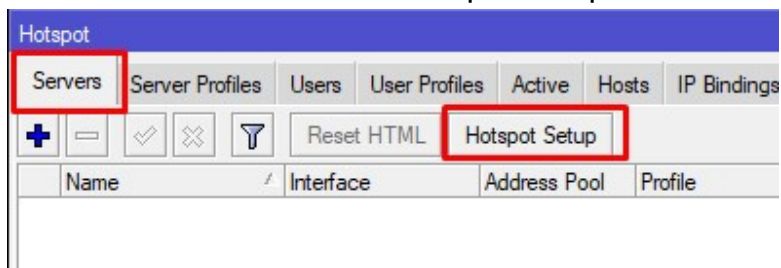 Hotspot
Servers Server Profiles Users User Profiles Active Hosts IP Bindings
Reset HTML Hotspot Setup
Name Interface Address Pool Profile